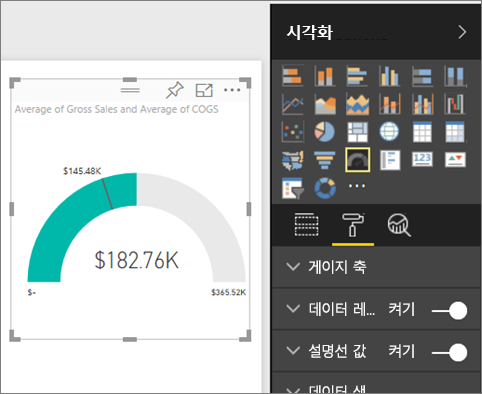 시각화
Average of Gross Sales and Average of COGS
$145.48K
$182.76K
$-
$365.52K
123
게이지 축
데이터 레... 켜기
설명선 값 켜기